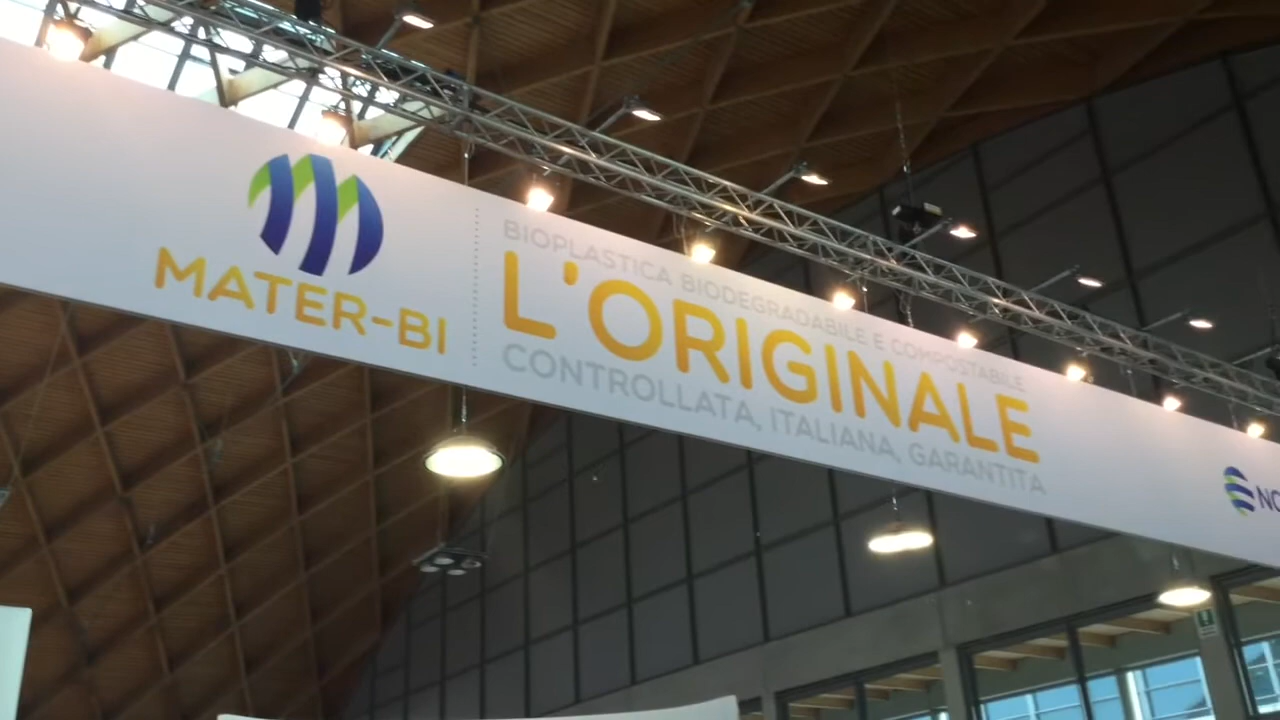 MATER-BI
BIOPLASTICA BIODEGRADABILE E COMPOSTABILE
L'ORIGINALE
CONTROLLATA, ITALIANA, GARANTITA